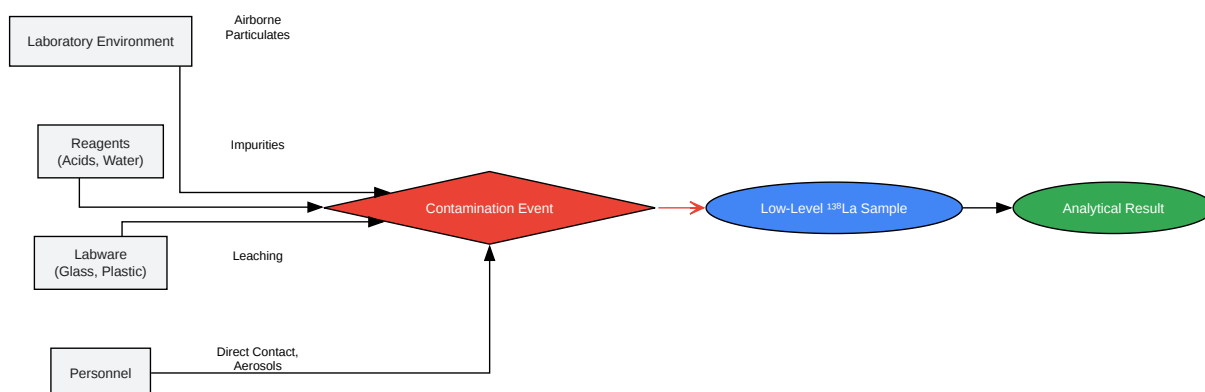 Airborne
Particulates
Laboratory Environment
Reagents
(Acids, Water)
Impurities
Contamination Event
Low-Level ¹³⁸La Sample
Analytical Result
Labware
(Glass, Plastic)
Leaching
Direct Contact,
Aerosols
Personnel